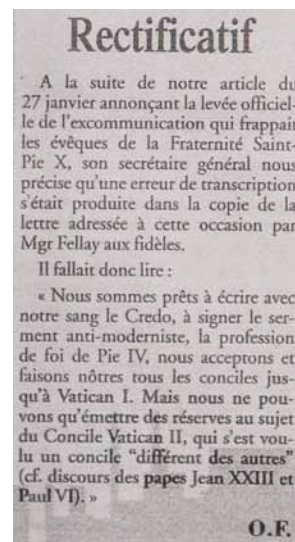 Rectificatif
A la suite de notre article du
27 janvier annonçant la levée officiel-
le de l'excommunication qui frappait
les évêques de la Fraternité Saint-
Pie X, son secrétaire général nous
précise qu'une erreur de transcription
s'était produite dans la copie de la
lettre adressée à cette occasion par
Mgr Fellay aux fidèles.
Il fallait donc lire :
« Nous sommes prêts à écrire avec
notre sang le Credo, à signer le ser-
ment anti-moderniste, la profession
de foi de Pie IV, nous acceptons et
faisons nôtres tous les conciles jus-
qu'à Vatican I. Mais nous ne pou-
vons qu'émettre des réserves au sujet
du Concile Vatican II, qui s'est vou-
lu un concile "différent des autres"
(cf. discours des papes Jean XXIII et
Paul VI). »
O.F.